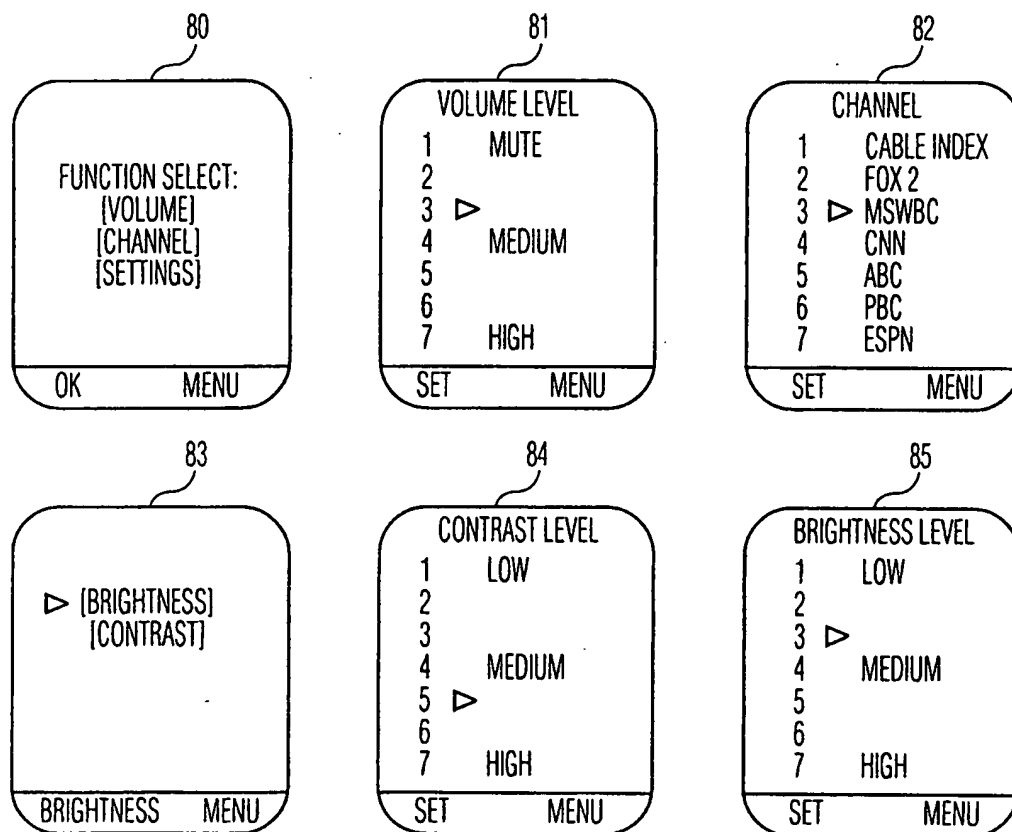 80
FUNCTION SELECT:
[VOLUME]
[CHANNEL]
[SETTINGS]
OK MENU
81
VOLUME LEVEL
1 MUTE
2
3
4 MEDIUM
5
6
7 HIGH
SET MENU
82
CHANNEL
1 CABLE INDEX
2 FOX 2
3 MSWBC
4 CNN
5 ABC
6 PBC
7 ESPN
SET MENU
83
[BRIGHTNESS]
[CONTRAST]
BRIGHTNESS MENU
84
CONTRAST LEVEL
1 LOW
2
3
4 MEDIUM
5
6
7 HIGH
SET MENU
85
BRIGHTNESS LEVEL
1 LOW
2
3
4 MEDIUM
5
6
7 HIGH
SET MENU